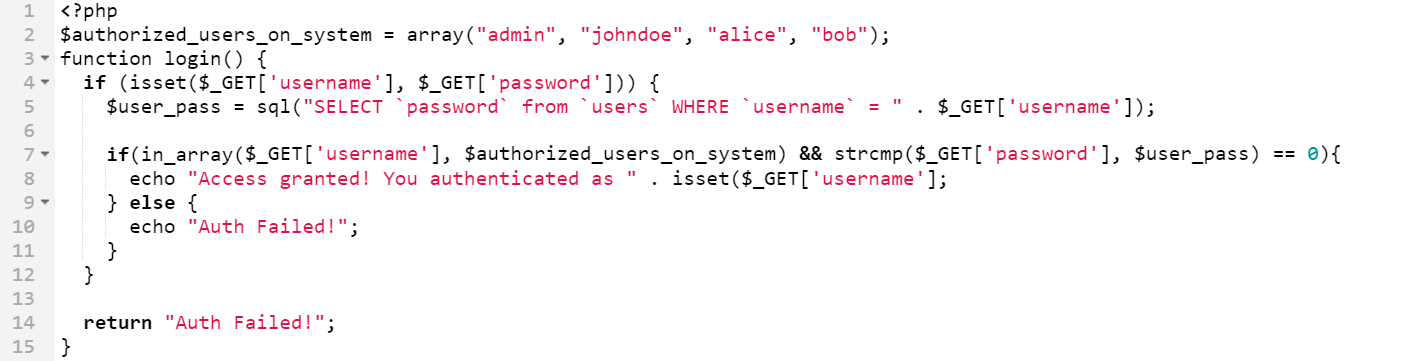 1 <?php
2 $authorized_users_on_system = array("admin", "johndoe", "alice", "bob");
3 function login() {
4 if (isset($_GET['username'], $_GET['password'])) {
5 $user_pass = sql("SELECT `password` from `users` WHERE `username` = " . $_GET['username']);
6
7 if(in_array($_GET['username'], $authorized_users_on_system) && strcmp($_GET['password'], $user_pass) == 0){
8 echo "Access granted! You authenticated as " . isset($_GET['username'];
9 } else {
10 echo "Auth Failed!";
11 }
12 }
13
14 return "Auth Failed!";
15 }